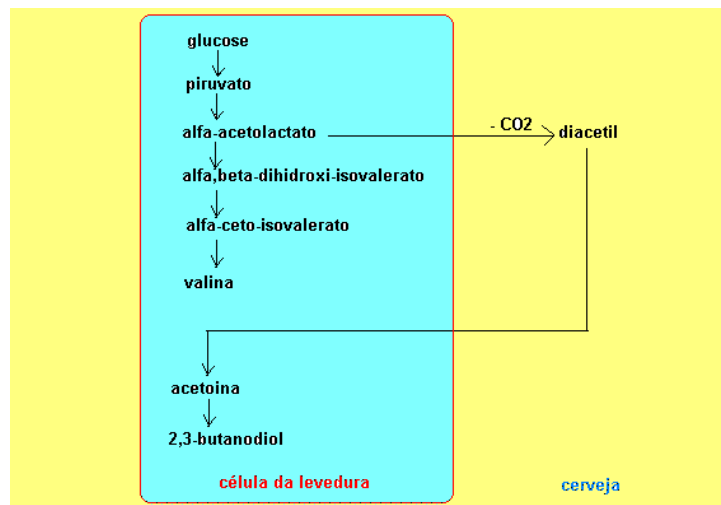 glucose
piruvato
alfa-acetolactato
- CO2
diacetil
alfa,beta-dihidroxi-isovalerato
alfa-ceto-isovalerato
valina
acetoina
2,3-butanodiol
célula da levedura
cerveja